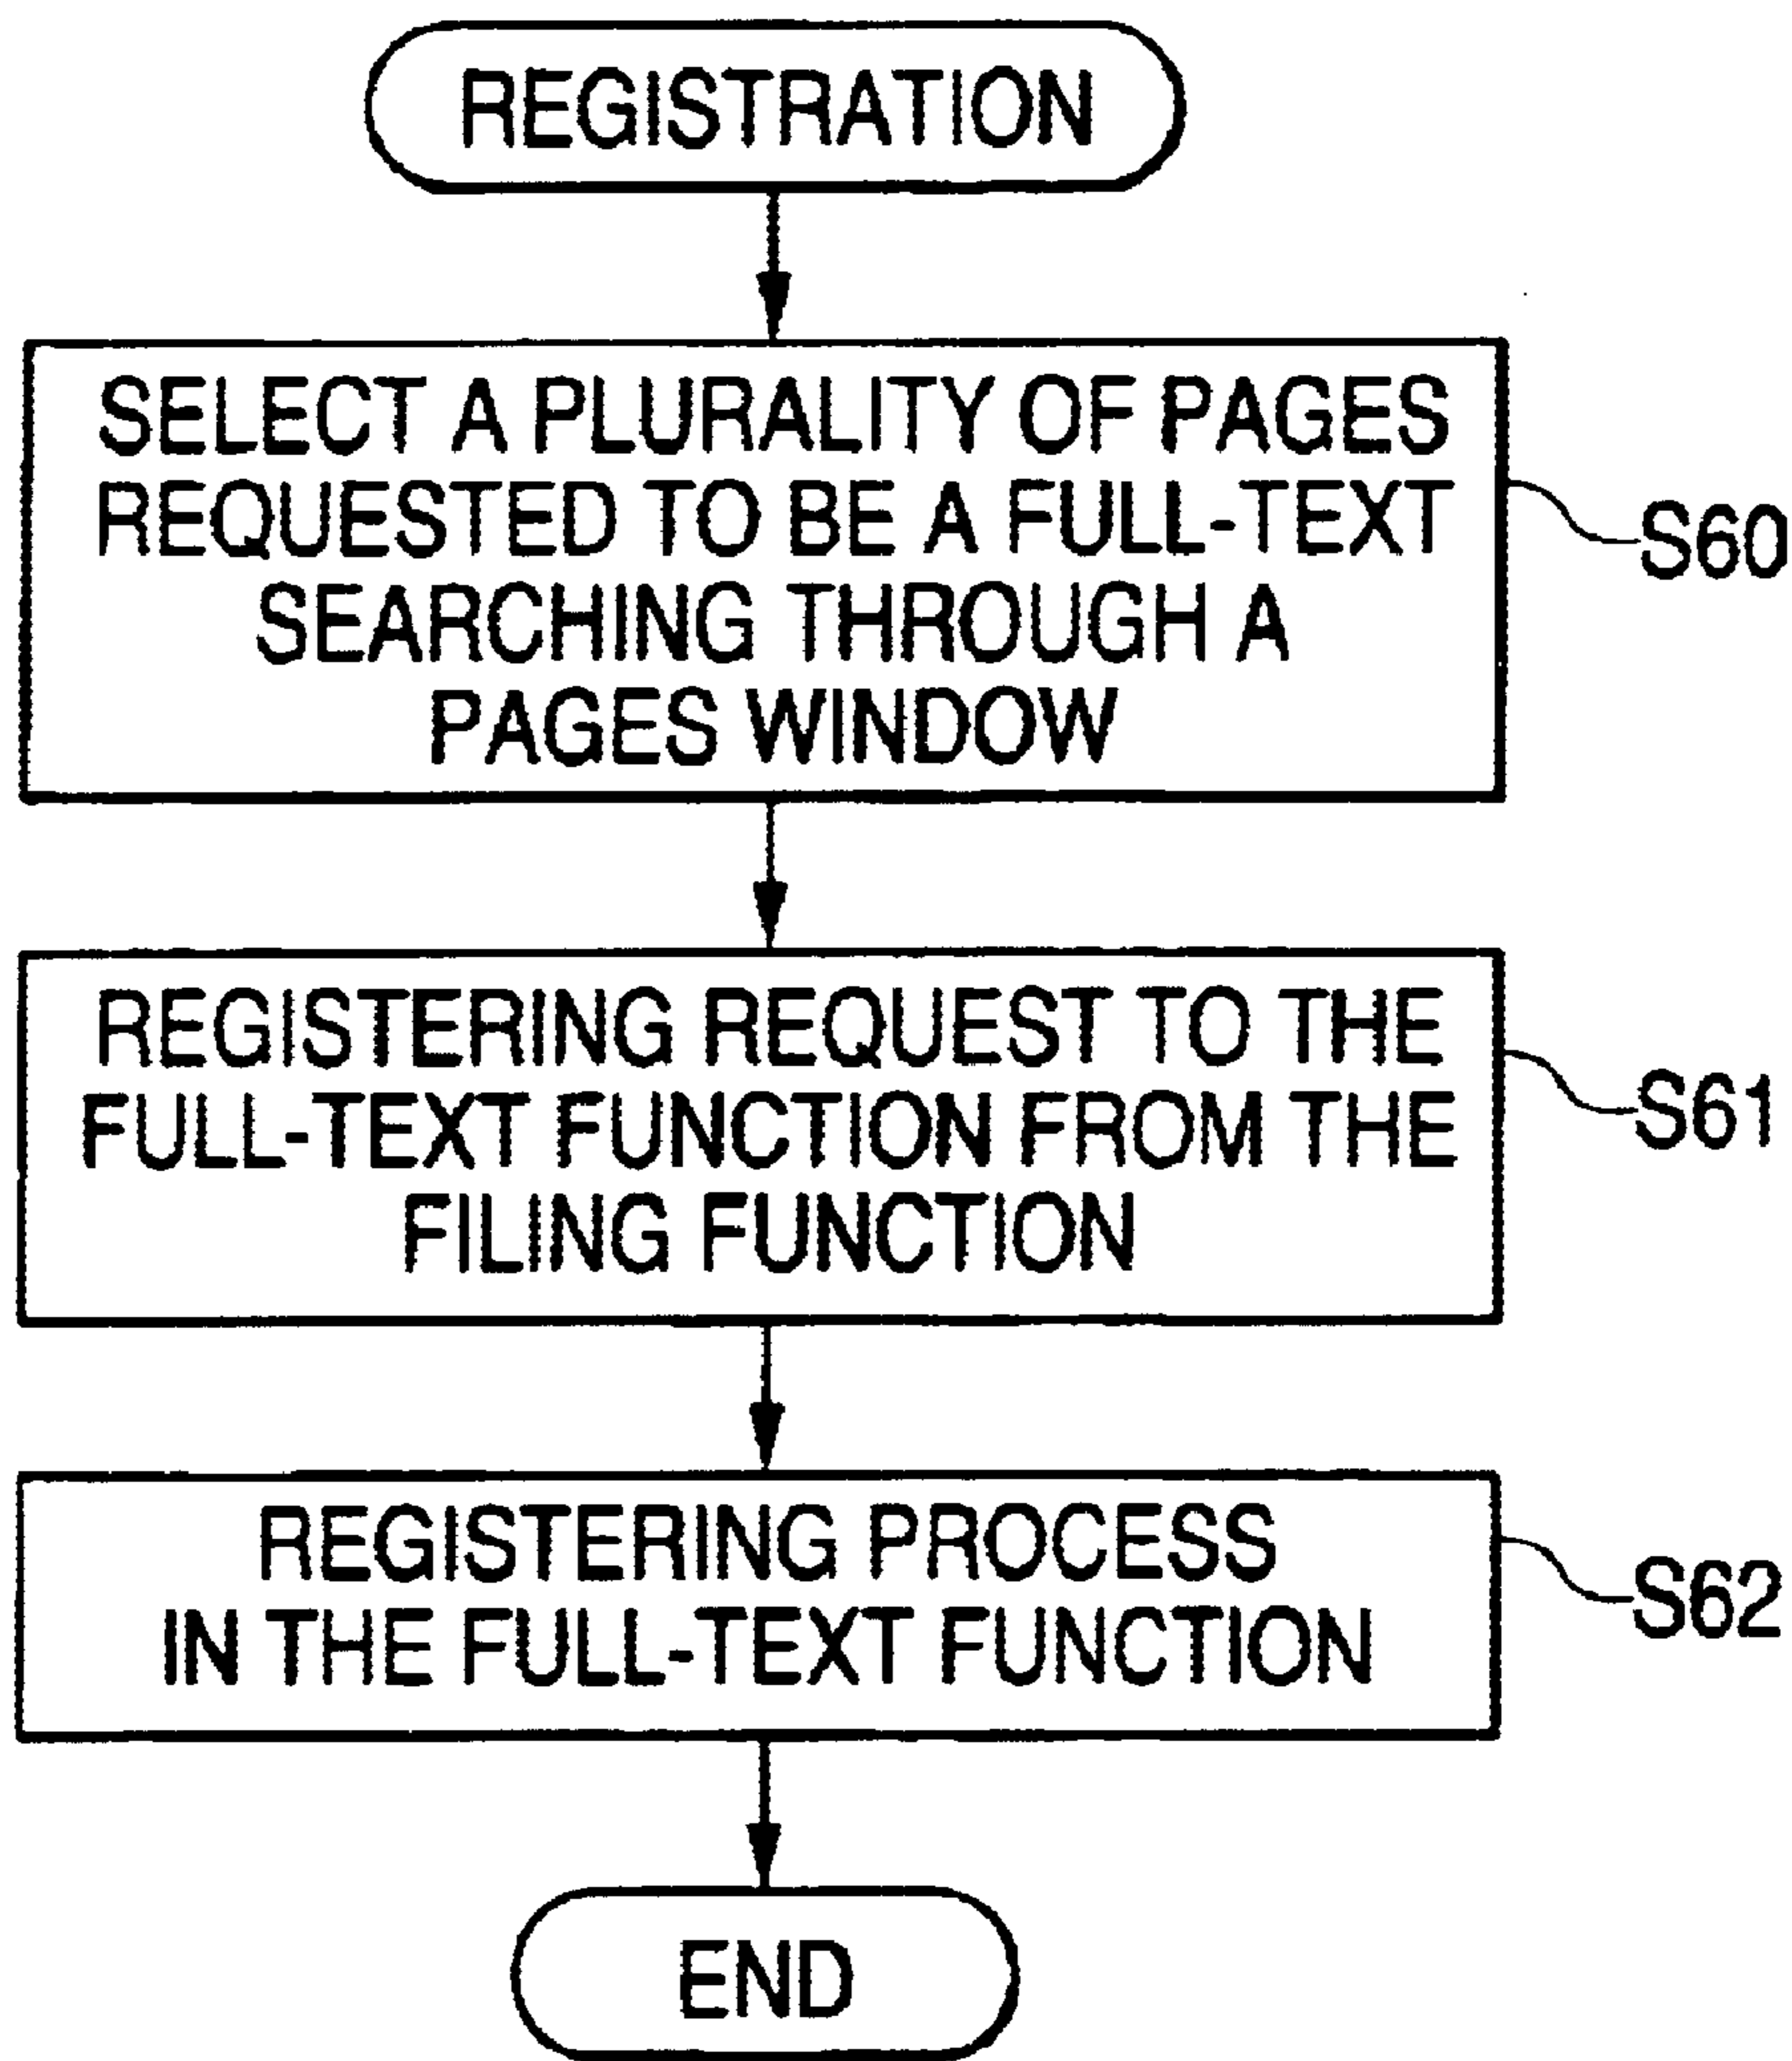 REGISTRATION
SELECT A PLURALITY OF PAGES
REQUESTED TO BE A FULL-TEXT
SEARCHING THROUGH A
PAGES WINDOW
S60
REGISTERING REQUEST TO THE
FULL-TEXT FUNCTION FROM THE
FILING FUNCTION
S61
REGISTERING PROCESS
IN THE FULL-TEXT FUNCTION
S62
END